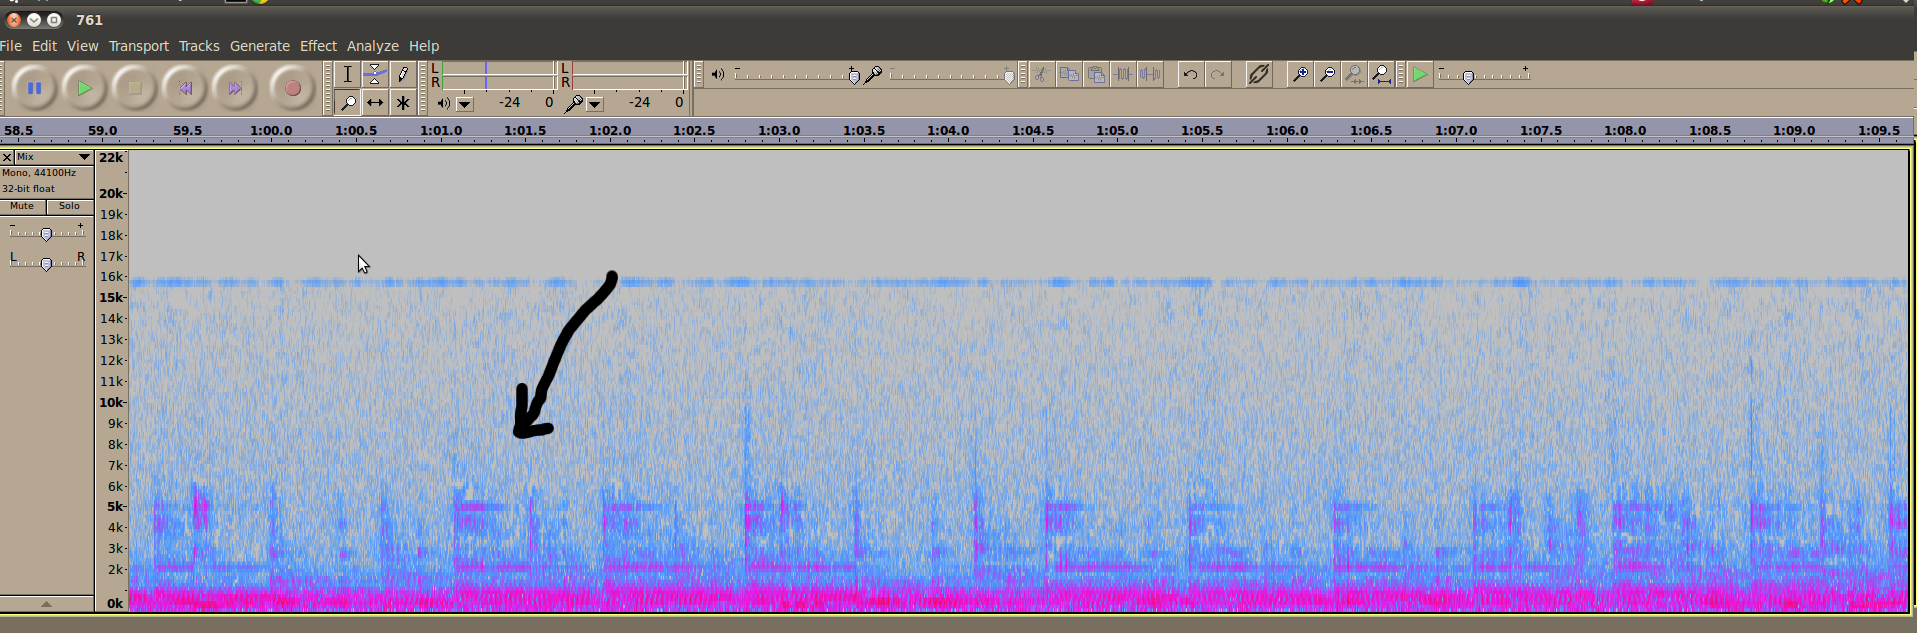 761
File Edit View Transport Tracks Generate Effect Analyze Help
L
R
-24 0
L
R
-24 0
- +
- +
58.5 59.0 59.5 1:00.0 1:00.5 1:01.0 1:01.5 1:02.0 1:02.5 1:03.0 1:03.5 1:04.0 1:04.5 1:05.0 1:05.5 1:06.0 1:06.5 1:07.0 1:07.5 1:08.0 1:08.5 1:09.0 1:09.5
Mix
Mono, 44100Hz
32-bit float
Mute Solo
- +
L R
22k
20k
19k
18k
17k
16k
15k
14k
13k
12k
11k
10k
9k
8k
7k
6k
5k
4k
3k
2k
0k